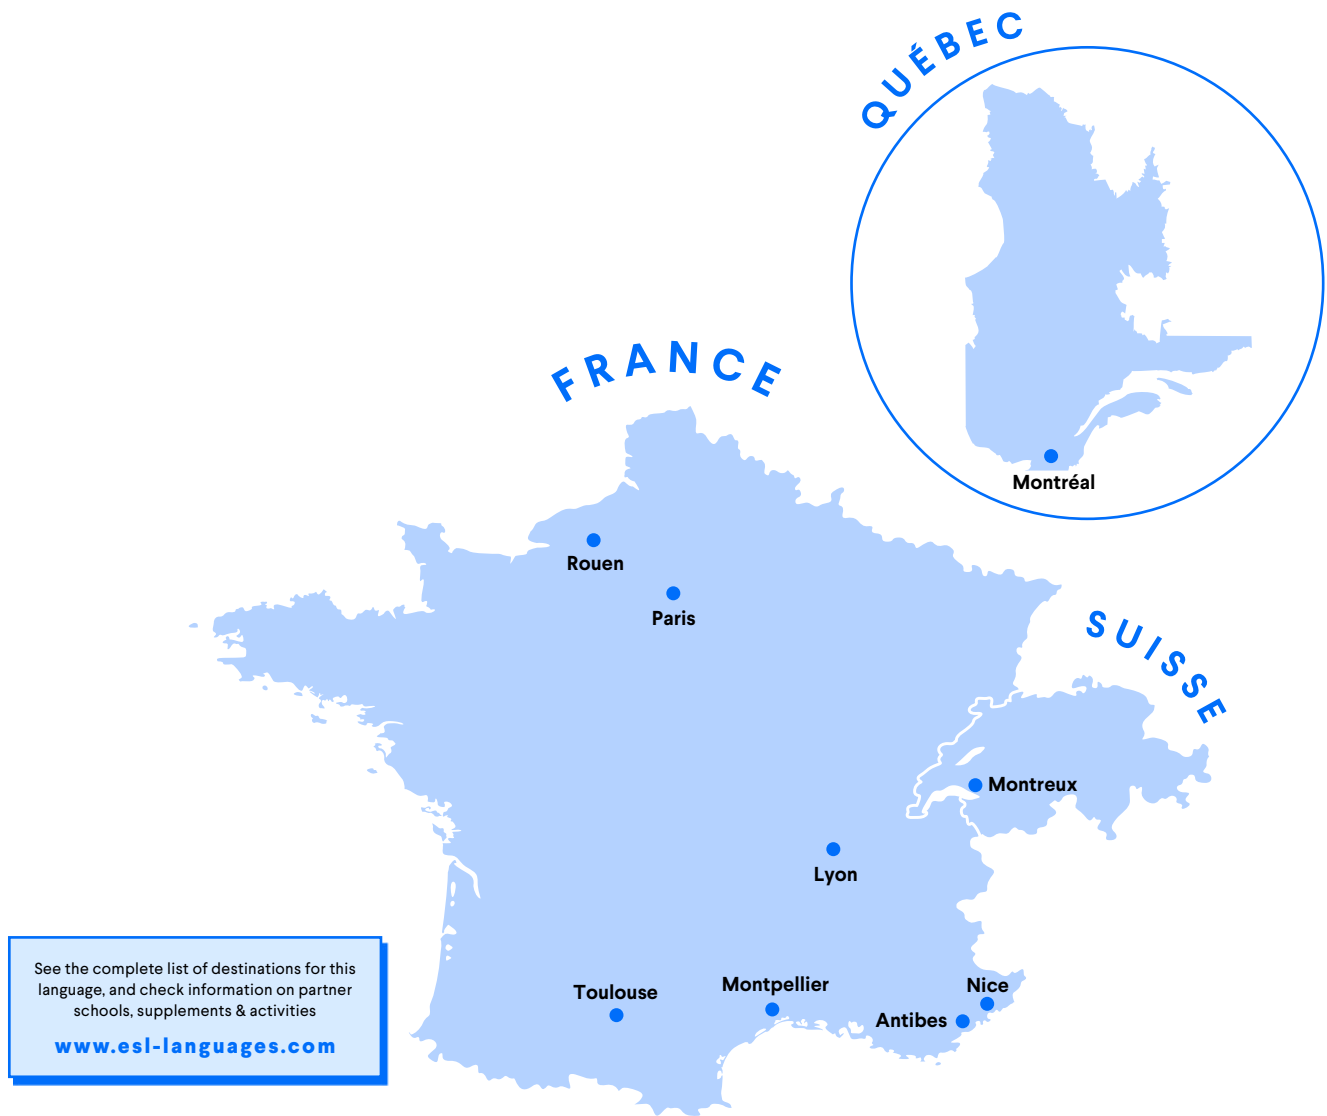 QUÉBEC
Montréal
FRANCE
Rouen
Paris
SUISSE
Montreux
Lyon
Nice
Montpellier
Toulouse
Antibes
See the complete list of destinations for this
language, and check information on partner
schools, supplements & activities
www.esl-languages.com